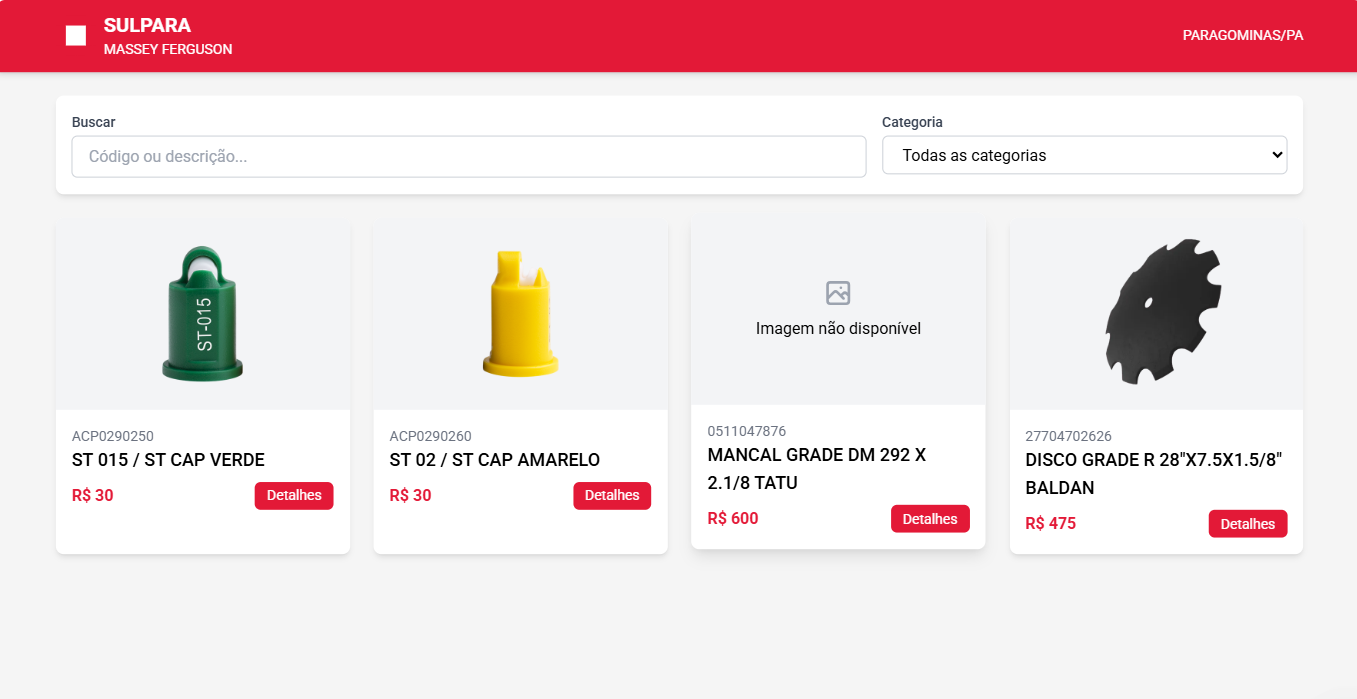 SULPARA
MASSEY FERGUSON
PARAGOMINAS/PA
Buscar
Código ou descrição...
Categoria
Todas as categorias
ST-015
ACP0290250
ST 015 / ST CAP VERDE
R$ 30
Detalhes
ACP0290260
ST 02 / ST CAP AMARELO
R$ 30
Detalhes
Imagem não disponível
0511047876
MANCAL GRADE DM 292 X
2.1/8 TATU
R$ 600
Detalhes
27704702626
DISCO GRADE R 28"X7.5X1.5/8"
BALDAN
R$ 475
Detalhes